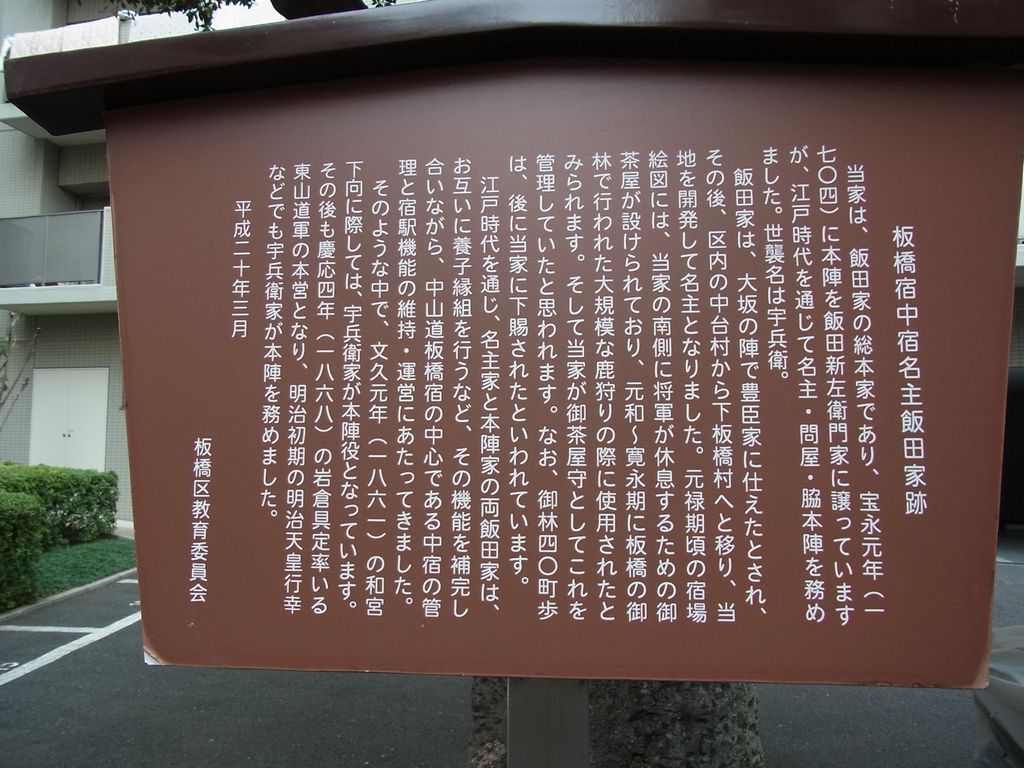 板橋宿中宿名主飯田家跡
当家は、飯田家の総本家であり、宝永元年（一
七〇四）に本陣を飯田新左衛門家に譲っています
が、江戸時代を通じて名主・問屋・脇本陣を務め
ました。世襲名は宇兵衛。
飯田家は、大坂の陣で豊臣家に仕えたとされ、
その後、区内の中台村から下板橋村へと移り、当
地を開発して名主となりました。元禄期頃の宿場
絵図には、当家の南側に将軍が休息するための御
茶屋が設けられており、元和～寛永期に板橋の御
林で行われた大規模な鹿狩りの際に使用されたと
みられます。そして当家が御茶屋守としてこれを
管理していたと思われます。なお、御林四〇町歩
は、後に当家に下賜されたといわれています。
江戸時代を通じ、名主家と本陣家の両飯田家は、
お互いに養子縁組を行うなど、その機能を補完し
合いながら、中山道板橋宿の中心である中宿の管
理と宿駅機能の維持・運営にあたってきました。
そのような中で、文久元年（一八六一）の和宮
下向に際しては、宇兵衛家が本陣役となっています。
その後も慶応四年（一八六八）の岩倉具定率いる
東山道軍の本営となり、明治初期の明治天皇行幸
などでも宇兵衛家が本陣を務めました。
平成二十年三月
板橋区教育委員会